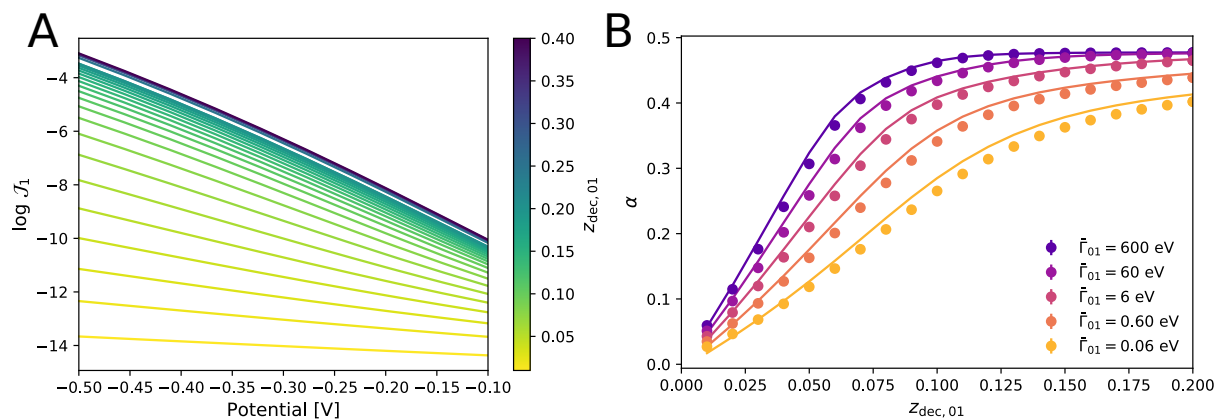 A
−4
−6
−8
−10
−12
−14
log 𝒥₁
−0.50 −0.45 −0.40 −0.35 −0.30 −0.25 −0.20 −0.15 −0.10
Potential [V]
0.40
0.35
0.30
0.25
0.20
0.15
0.10
0.05
z_dec,01
B
0.5
0.4
0.3
0.2
0.1
0.0
α
0.000 0.025 0.050 0.075 0.100 0.125 0.150 0.175 0.200
z_dec,01
Γ̄₀₁ = 600 eV
Γ̄₀₁ = 60 eV
Γ̄₀₁ = 6 eV
Γ̄₀₁ = 0.60 eV
Γ̄₀₁ = 0.06 eV